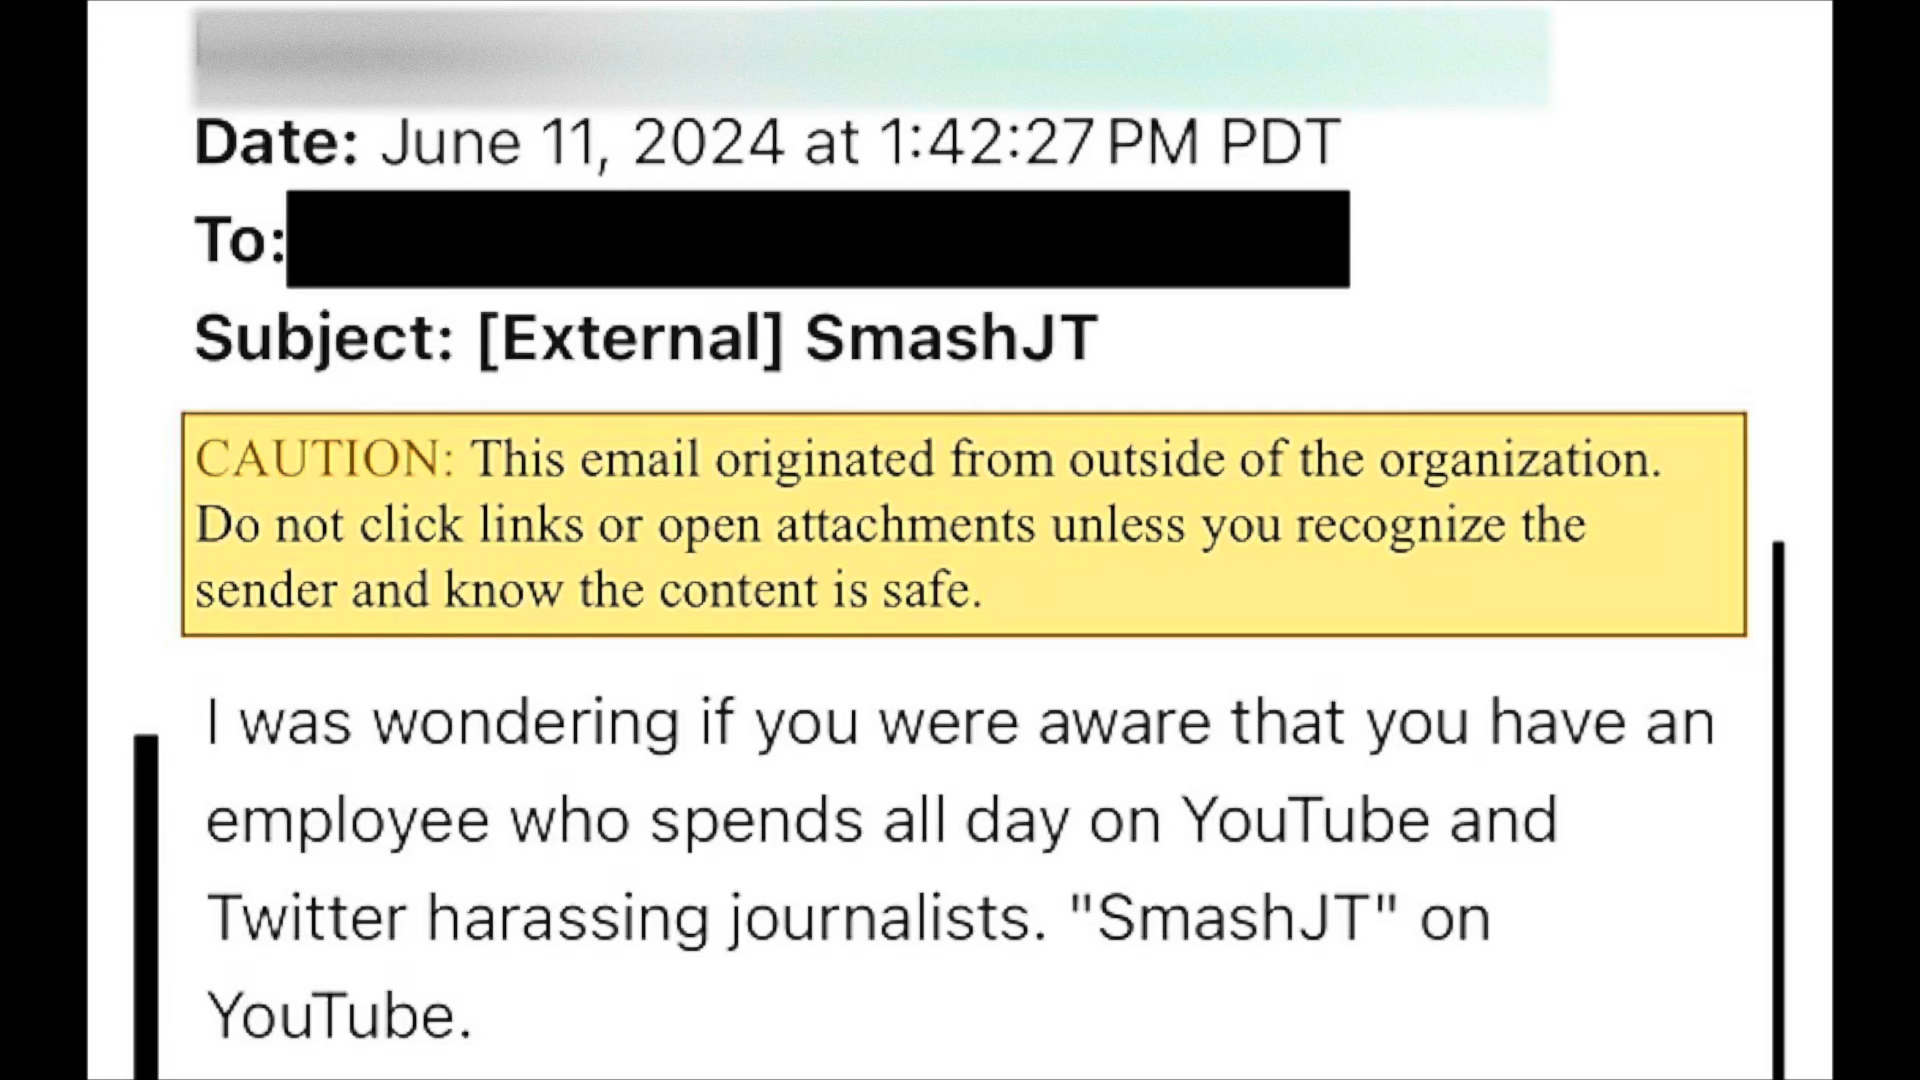 Date: June 11, 2024 at 1:42:27 PM PDT
To:
Subject: [External] SmashJT
CAUTION: This email originated from outside of the organization.
Do not click links or open attachments unless you recognize the
sender and know the content is safe.
I was wondering if you were aware that you have an
employee who spends all day on YouTube and
Twitter harassing journalists. "SmashJT" on
YouTube.